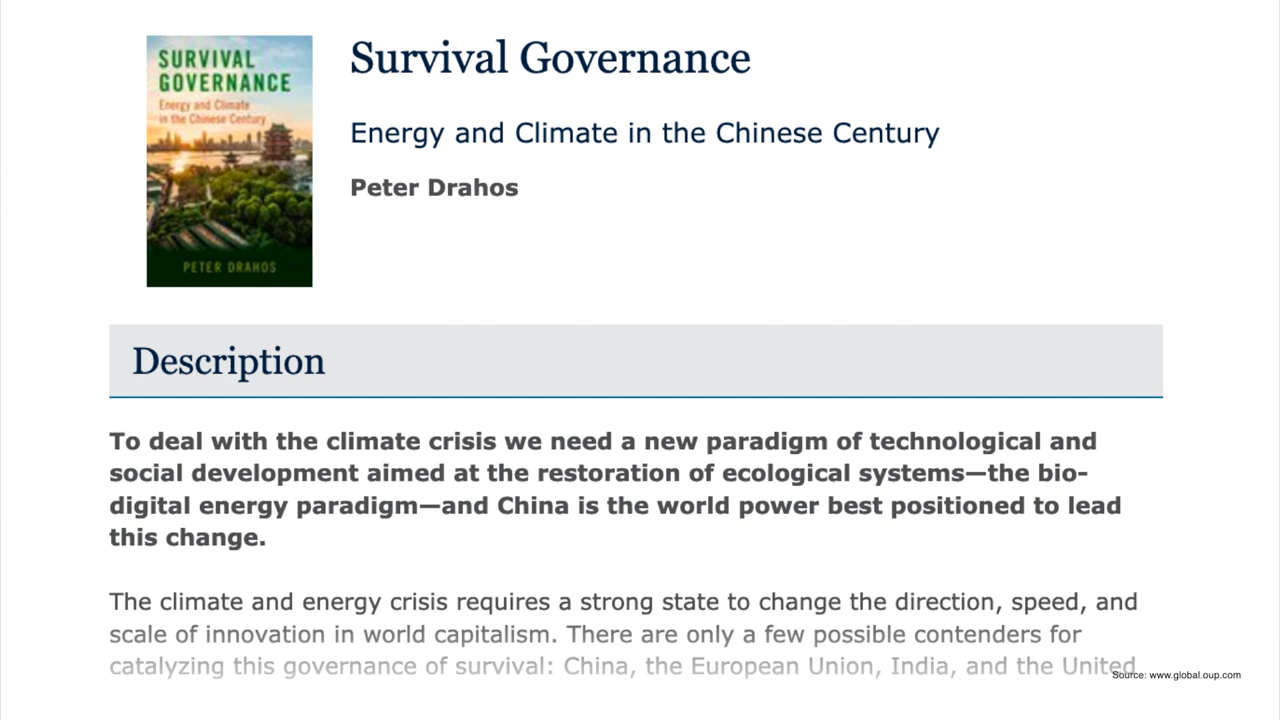 SURVIVAL
GOVERNANCE
Energy and Climate
in the Chinese Century
PETER DRAHOS
Survival Governance
Energy and Climate in the Chinese Century
Peter Drahos
Description
To deal with the climate crisis we need a new paradigm of technological and
social development aimed at the restoration of ecological systems—the bio-
digital energy paradigm—and China is the world power best positioned to lead
this change.
The climate and energy crisis requires a strong state to change the direction, speed, and
scale of innovation in world capitalism. There are only a few possible contenders for
catalyzing this governance of survival: China, the European Union, India, and the United
Source: www.global.oup.com